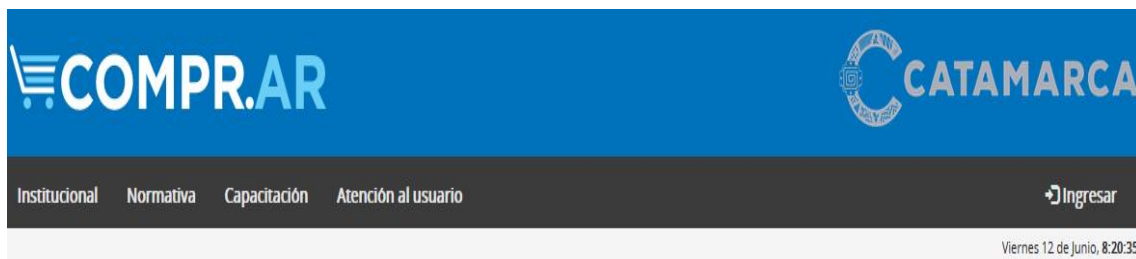 COMPR.AR
CATAMARCA
Institucional Normativa Capacitación Atención al usuario Ingresar
Viernes 12 de Junio, 8:20:35